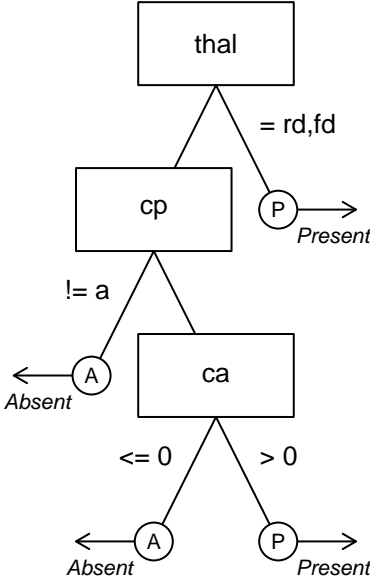 thal
= rd,fd
cp
P
Present
!= a
A
Absent
ca
<= 0
> 0
A
P
Absent
Present